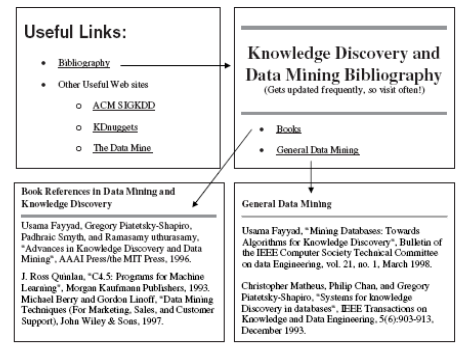 Useful Links:
Bibliography
Other Useful Web sites
ACM SIGKDD
KDnuggets
The Data Mine
Knowledge Discovery and
Data Mining Bibliography
(Gets updated frequently, so visit often!)
Books
General Data Mining
Book References in Data Mining and
Knowledge Discovery
Usama Fayyad, Gregory Piatetsky-Shapiro,
Padhraic Smyth, and Ramasamy uthurasamy,
"Advances in Knowledge Discovery and Data
Mining", AAAI Press/the MIT Press, 1996.
J. Ross Quinlan, "C4.5: Programs for Machine
Learning", Morgan Kaufmann Publishers, 1993.
Michael Berry and Gordon Linoff, "Data Mining
Techniques (For Marketing, Sales, and Customer
Support), John Wiley & Sons, 1997.
General Data Mining
Usama Fayyad, "Mining Databases: Towards
Algorithms for Knowledge Discovery", Bulletin of
the IEEE Computer Society Technical Committee
on data Engineering, vol. 21, no. 1, March 1998.
Christopher Matheus, Philip Chan, and Gregory
Piatetsky-Shapiro, "Systems for knowledge
Discovery in databases", IEEE Transactions on
Knowledge and Data Engineering, 5(6):903-913,
December 1993.